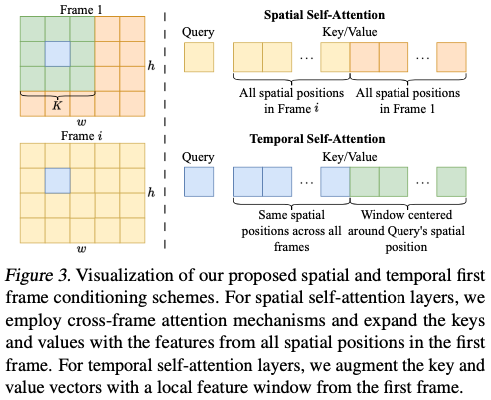 Frame 1
h
K
w
Frame i
h
w
Spatial Self-Attention
Query
Key/Value
...
...
All spatial positions
in Frame i
All spatial positions
in Frame 1
Temporal Self-Attention
Query
Key/Value
...
...
Same spatial
positions across all
frames
Window centered
around Query's spatial
position
Figure 3. Visualization of our proposed spatial and temporal first
frame conditioning schemes. For spatial self-attention layers, we
employ cross-frame attention mechanisms and expand the keys
and values with the features from all spatial positions in the first
frame. For temporal self-attention layers, we augment the key and
value vectors with a local feature window from the first frame.